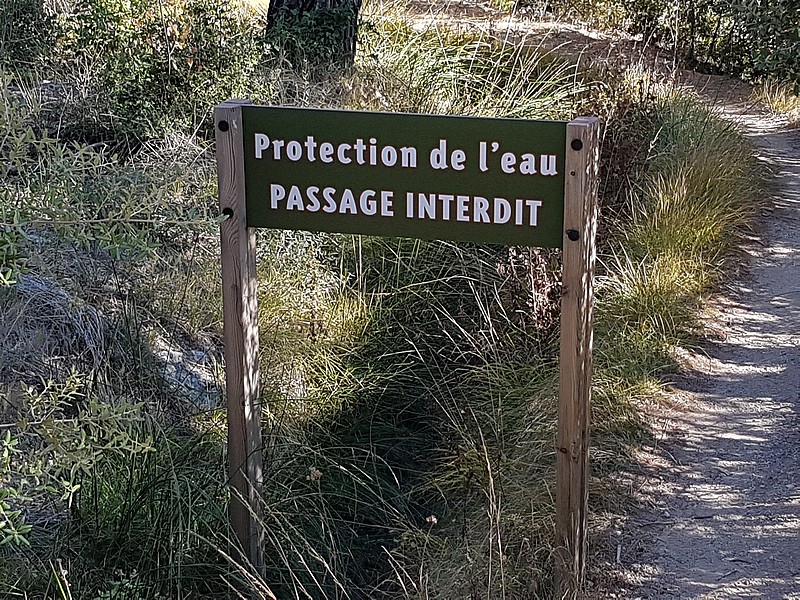 Protection de l'eau
PASSAGE INTERDIT